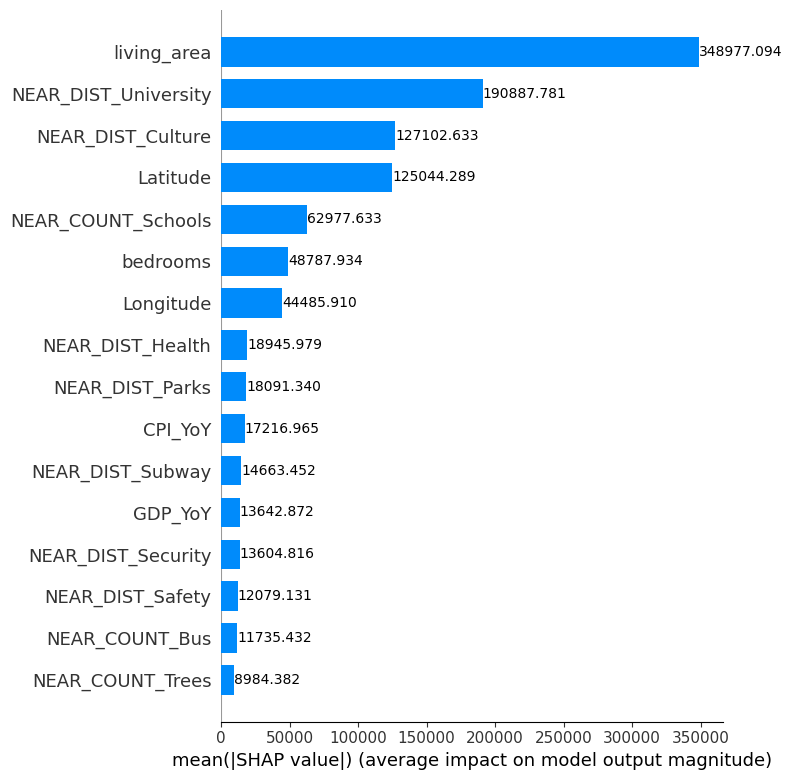 living_area 348977.094
NEAR_DIST_University 190887.781
NEAR_DIST_Culture 127102.633
Latitude 125044.289
NEAR_COUNT_Schools 62977.633
bedrooms 48787.934
Longitude 44485.910
NEAR_DIST_Health 18945.979
NEAR_DIST_Parks 18091.340
CPI_YoY 17216.965
NEAR_DIST_Subway 14663.452
GDP_YoY 13642.872
NEAR_DIST_Security 13604.816
NEAR_DIST_Safety 12079.131
NEAR_COUNT_Bus 11735.432
NEAR_COUNT_Trees 8984.382
0 50000 100000 150000 200000 250000 300000 350000
mean(|SHAP value|) (average impact on model output magnitude)